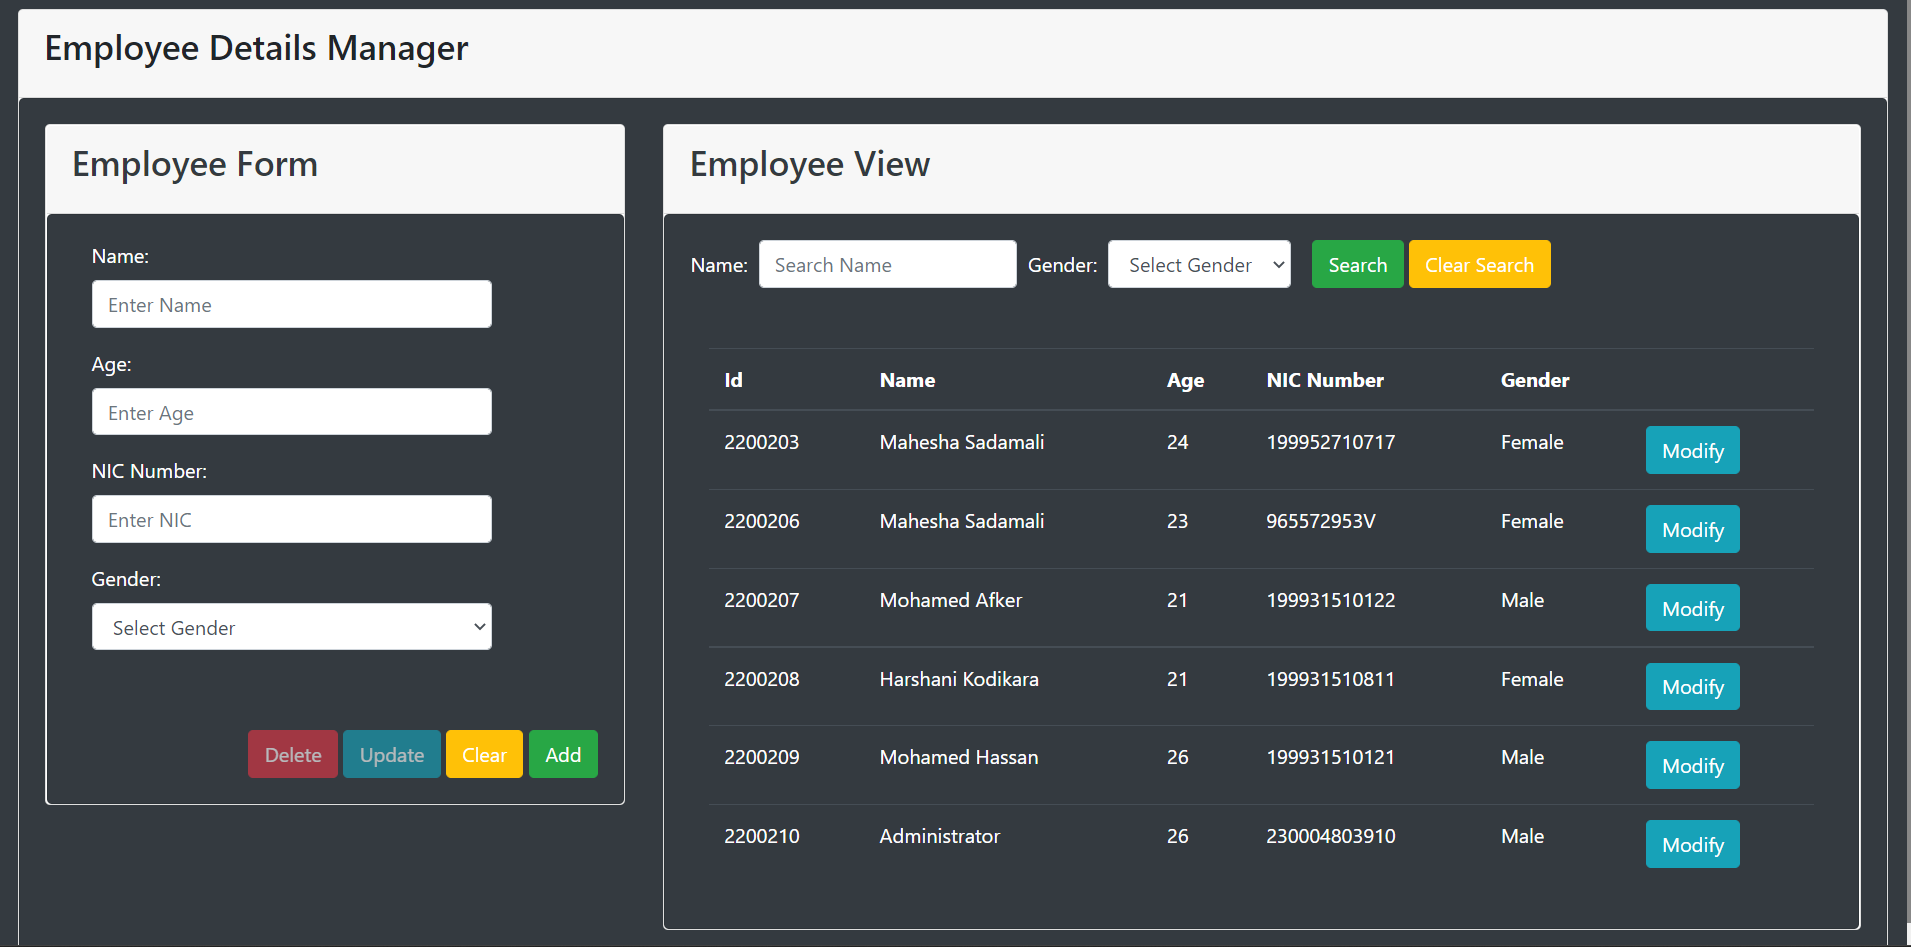 Employee Details Manager
Employee Form
Name:
Enter Name
Age:
Enter Age
NIC Number:
Enter NIC
Gender:
Select Gender
Delete Update Clear Add
Employee View
Name: Search Name Gender: Select Gender Search Clear Search
Id Name Age NIC Number Gender
2200203 Mahesha Sadamali 24 199952710717 Female Modify
2200206 Mahesha Sadamali 23 965572953V Female Modify
2200207 Mohamed Afker 21 199931510122 Male Modify
2200208 Harshani Kodikara 21 199931510811 Female Modify
2200209 Mohamed Hassan 26 199931510121 Male Modify
2200210 Administrator 26 230004803910 Male Modify